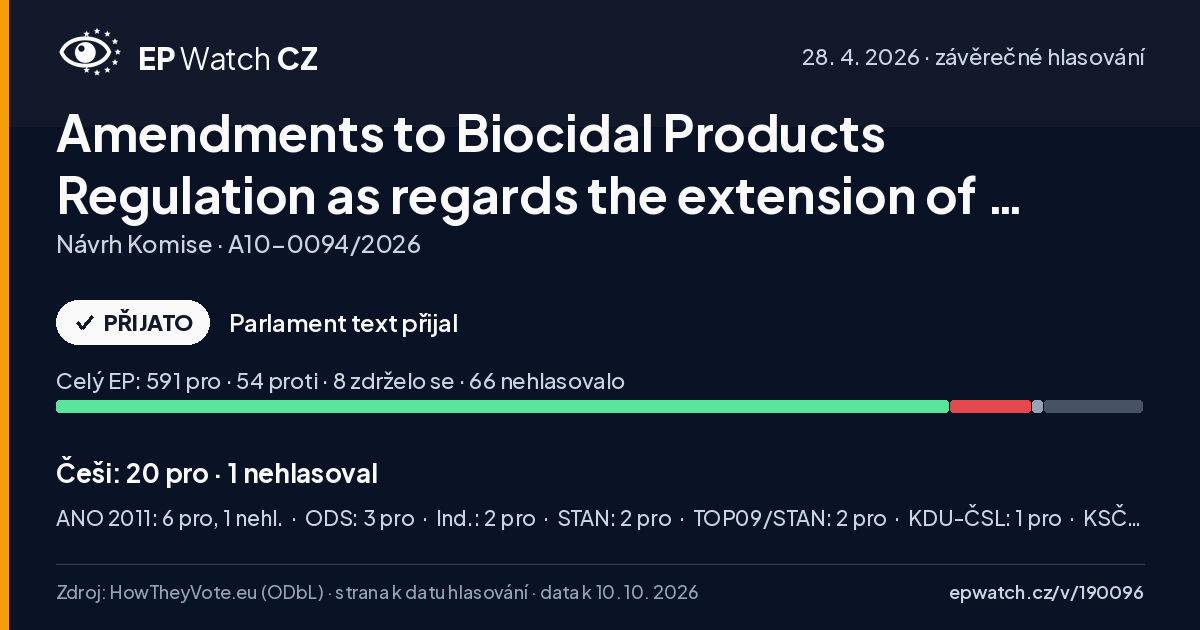 EP Watch CZ
28. 4. 2026 · závěrečné hlasování
Amendments to Biocidal Products
Regulation as regards the extension of …
Návrh Komise · A10-0094/2026
✓ PŘIJATO
Parlament text přijal
Celý EP: 591 pro · 54 proti · 8 zdrželo se · 66 nehlasovalo
Češi: 20 pro · 1 nehlasoval
ANO 2011: 6 pro, 1 nehl. · ODS: 3 pro · Ind.: 2 pro · STAN: 2 pro · TOP09/STAN: 2 pro · KDU-ČSL: 1 pro · KSČ…
Zdroj: HowTheyVote.eu (ODbL) · strana k datu hlasování · data k 10. 10. 2026
epwatch.cz/v/190096